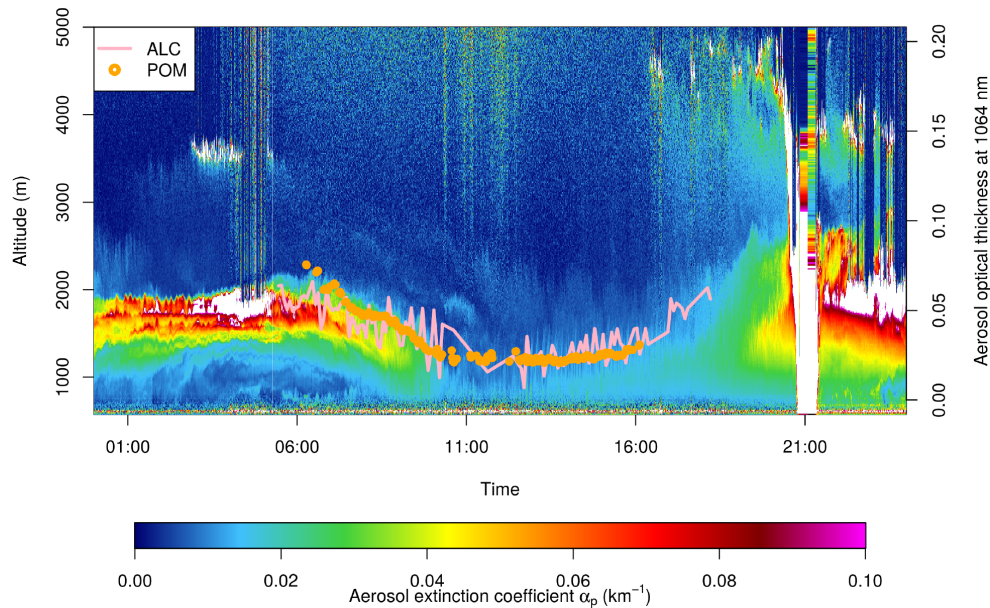 ALC
POM
5000
4000
3000
2000
1000
Altitude (m)
0.20
0.15
0.10
0.05
0.00
Aerosol optical thickness at 1064 nm
01:00 06:00 11:00 16:00 21:00
Time
0.00 0.02 0.04 0.06 0.08 0.10
Aerosol extinction coefficient αp (km−1)